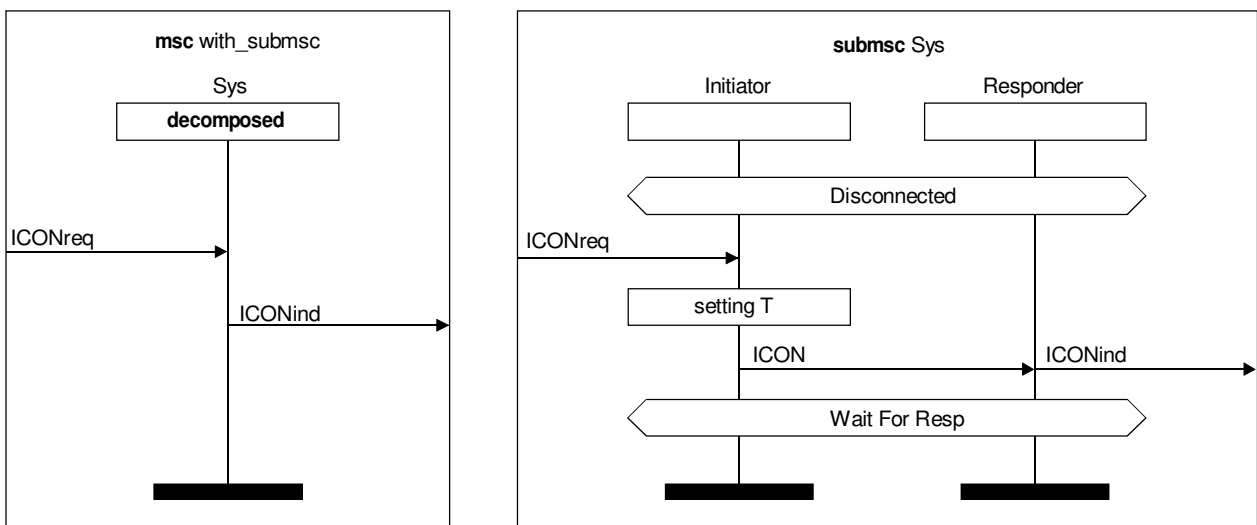 msc with_submsc
Sys
decomposed
ICONreq
ICONind
submsc Sys
Initiator
Responder
Disconnected
ICONreq
setting T
ICON
ICONind
Wait For Resp